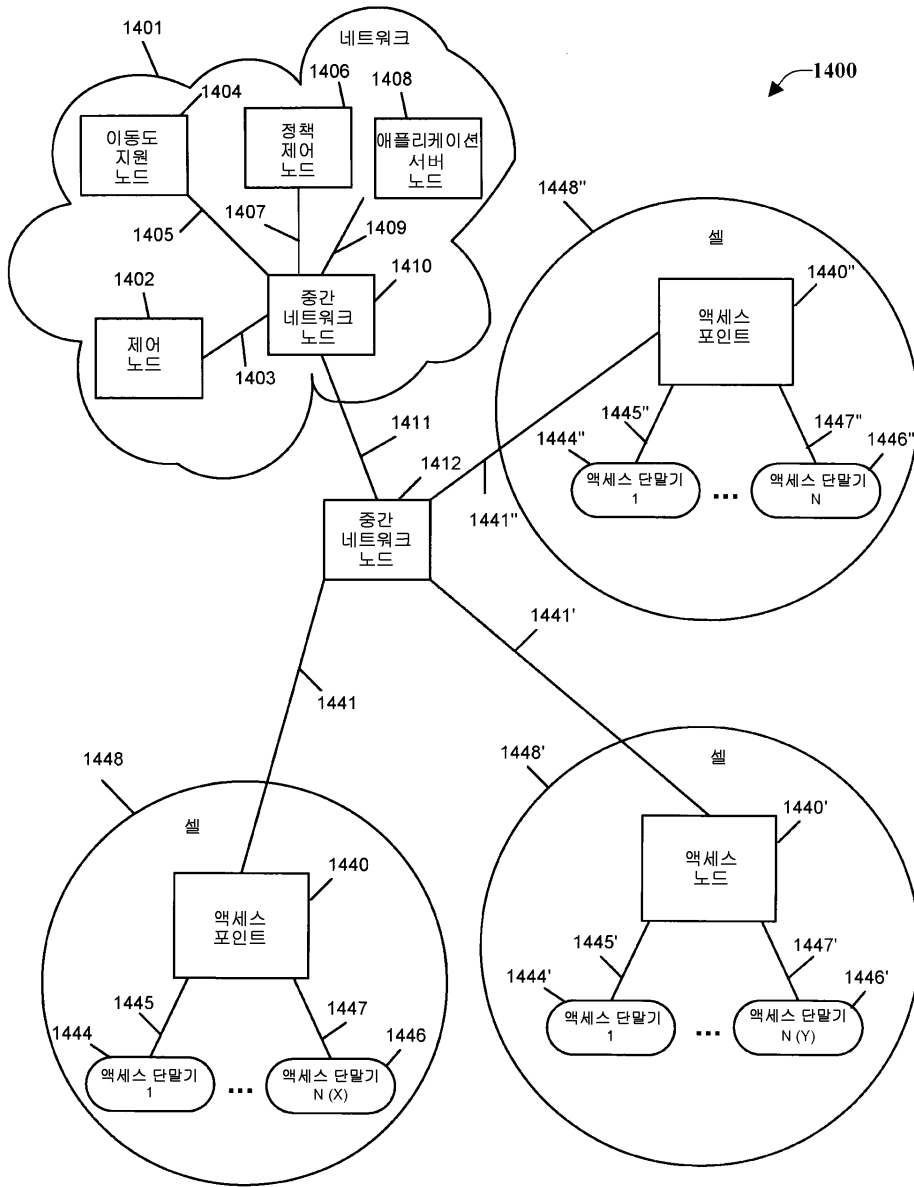 1401
네트워크
1400
1404
1406
1408
이동도
지원
노드
정책
제어
노드
애플리케이션
서버
노드
1405
1407
1409
1410
1402
중간
네트워크
노드
제어
노드
1403
1411
1412
중간
네트워크
노드
1448"
셀
1440"
액세스
포인트
1445"
1447"
1444"
1446"
액세스 단말기
1
...
액세스 단말기
N
1441"
1441'
1441
1448
셀
1440
액세스
포인트
1445
1447
1444
1446
액세스 단말기
1
...
액세스 단말기
N (X)
1448'
셀
1440'
액세스
노드
1445'
1447'
1444'
1446'
액세스 단말기
1
...
액세스 단말기
N (Y)